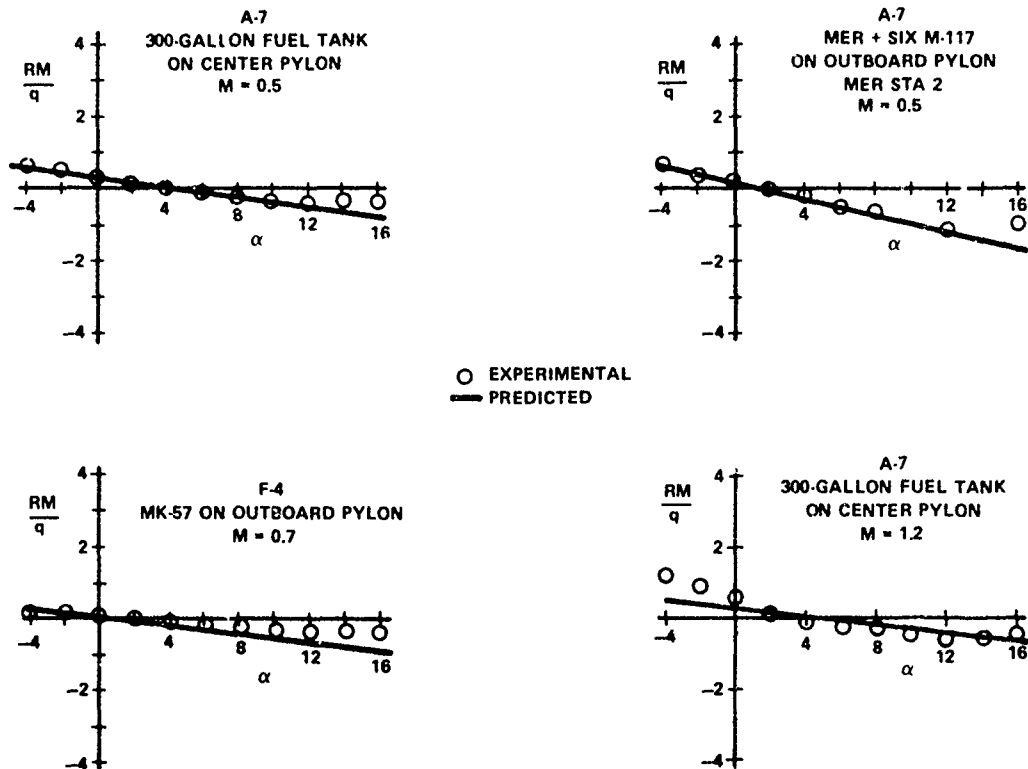 A-7
300-GALLON FUEL TANK
ON CENTER PYLON
M = 0.5
RM
q
4
2
-2
-4
-4
4
8
12
16
α
A-7
MER + SIX M-117
ON OUTBOARD PYLON
MER STA 2
M = 0.5
RM
q
4
2
-2
-4
-4
4
8
12
16
α
EXPERIMENTAL
PREDICTED
F-4
MK-57 ON OUTBOARD PYLON
M = 0.7
RM
q
4
2
-2
-4
-4
4
8
12
16
α
A-7
300-GALLON FUEL TANK
ON CENTER PYLON
M = 1.2
RM
q
4
2
-2
-4
-4
4
8
12
16
α